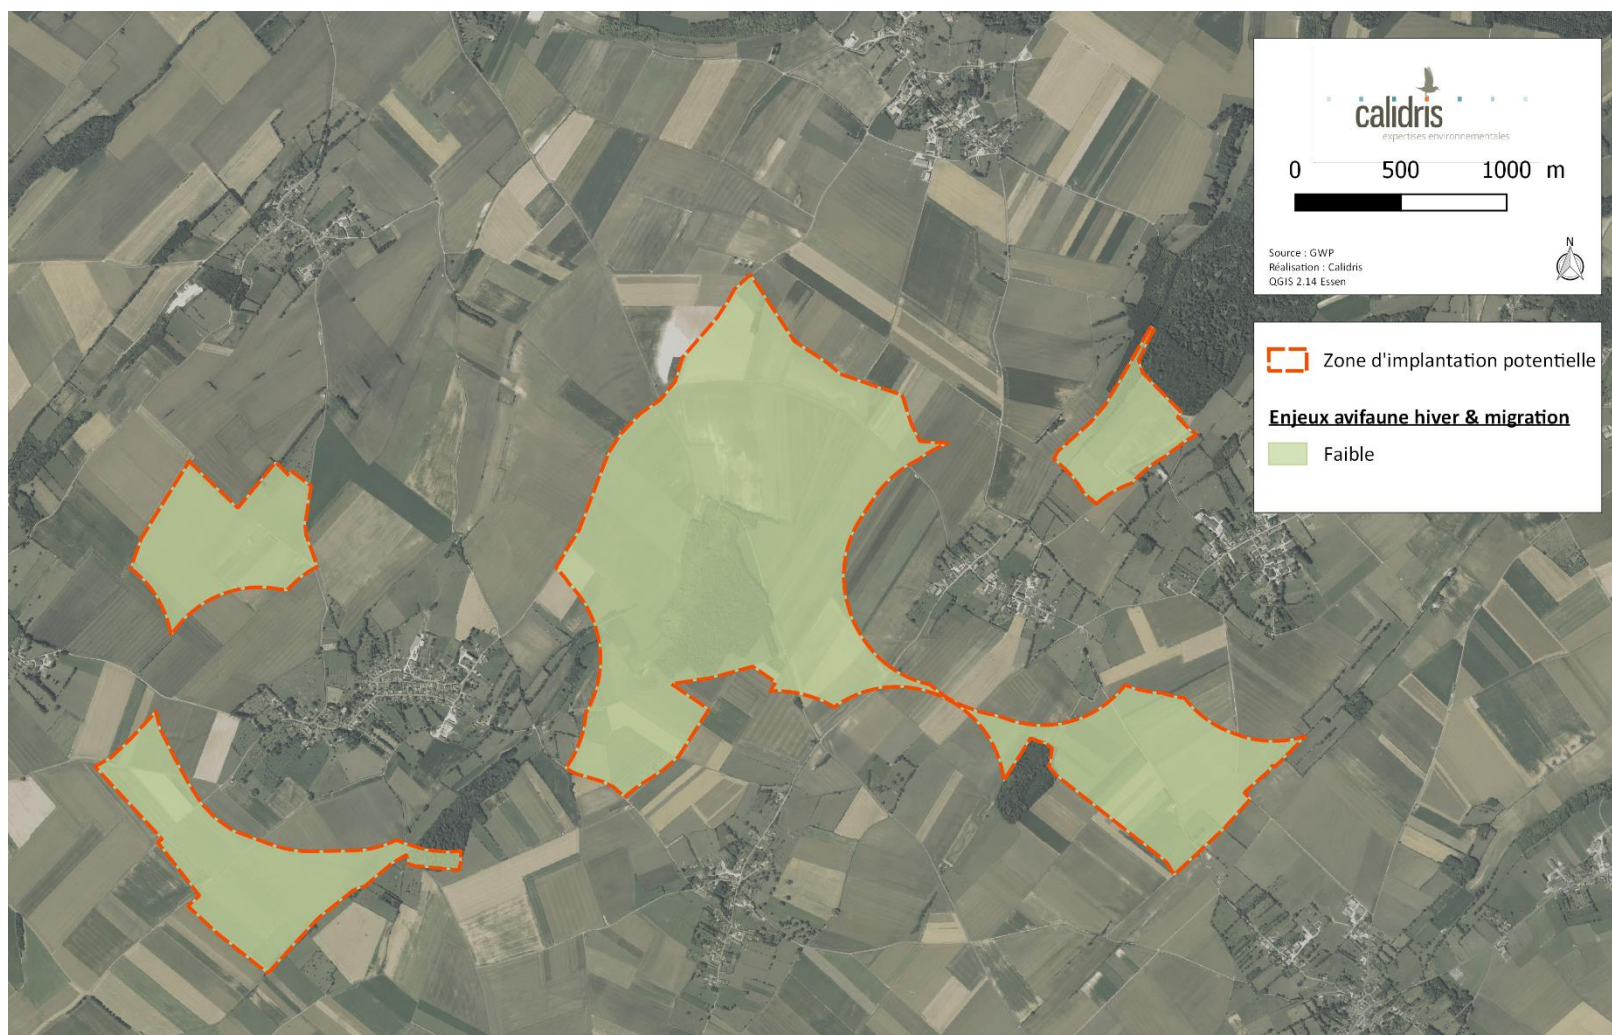 calidris
expertises environnementales
0 500 1000 m
Source : GWP
Réalisation : Calidris
QGIS 2.14 Essen
N
Zone d'implantation potentielle
Enjeux avifaune hiver & migration
Faible